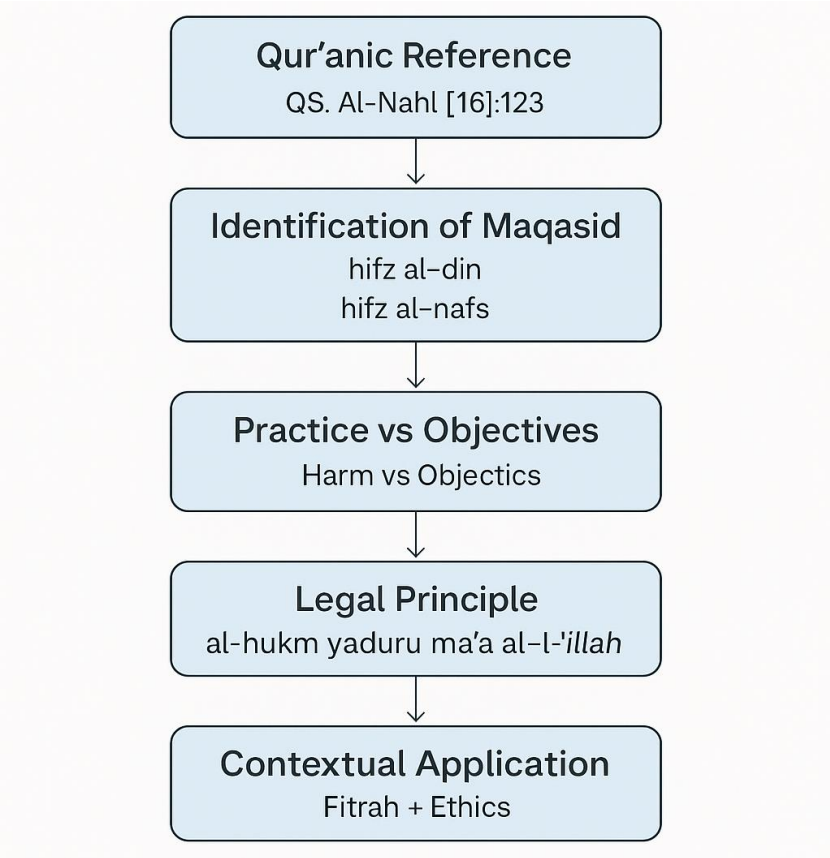 Qur’anic Reference
QS. Al-Nahl [16]:123
Identification of Maqasid
hifz al-din
hifz al-nafs
Practice vs Objectives
Harm vs Objectics
Legal Principle
al-hukm yaduru ma’a al-l-'illah
Contextual Application
Fitrah + Ethics